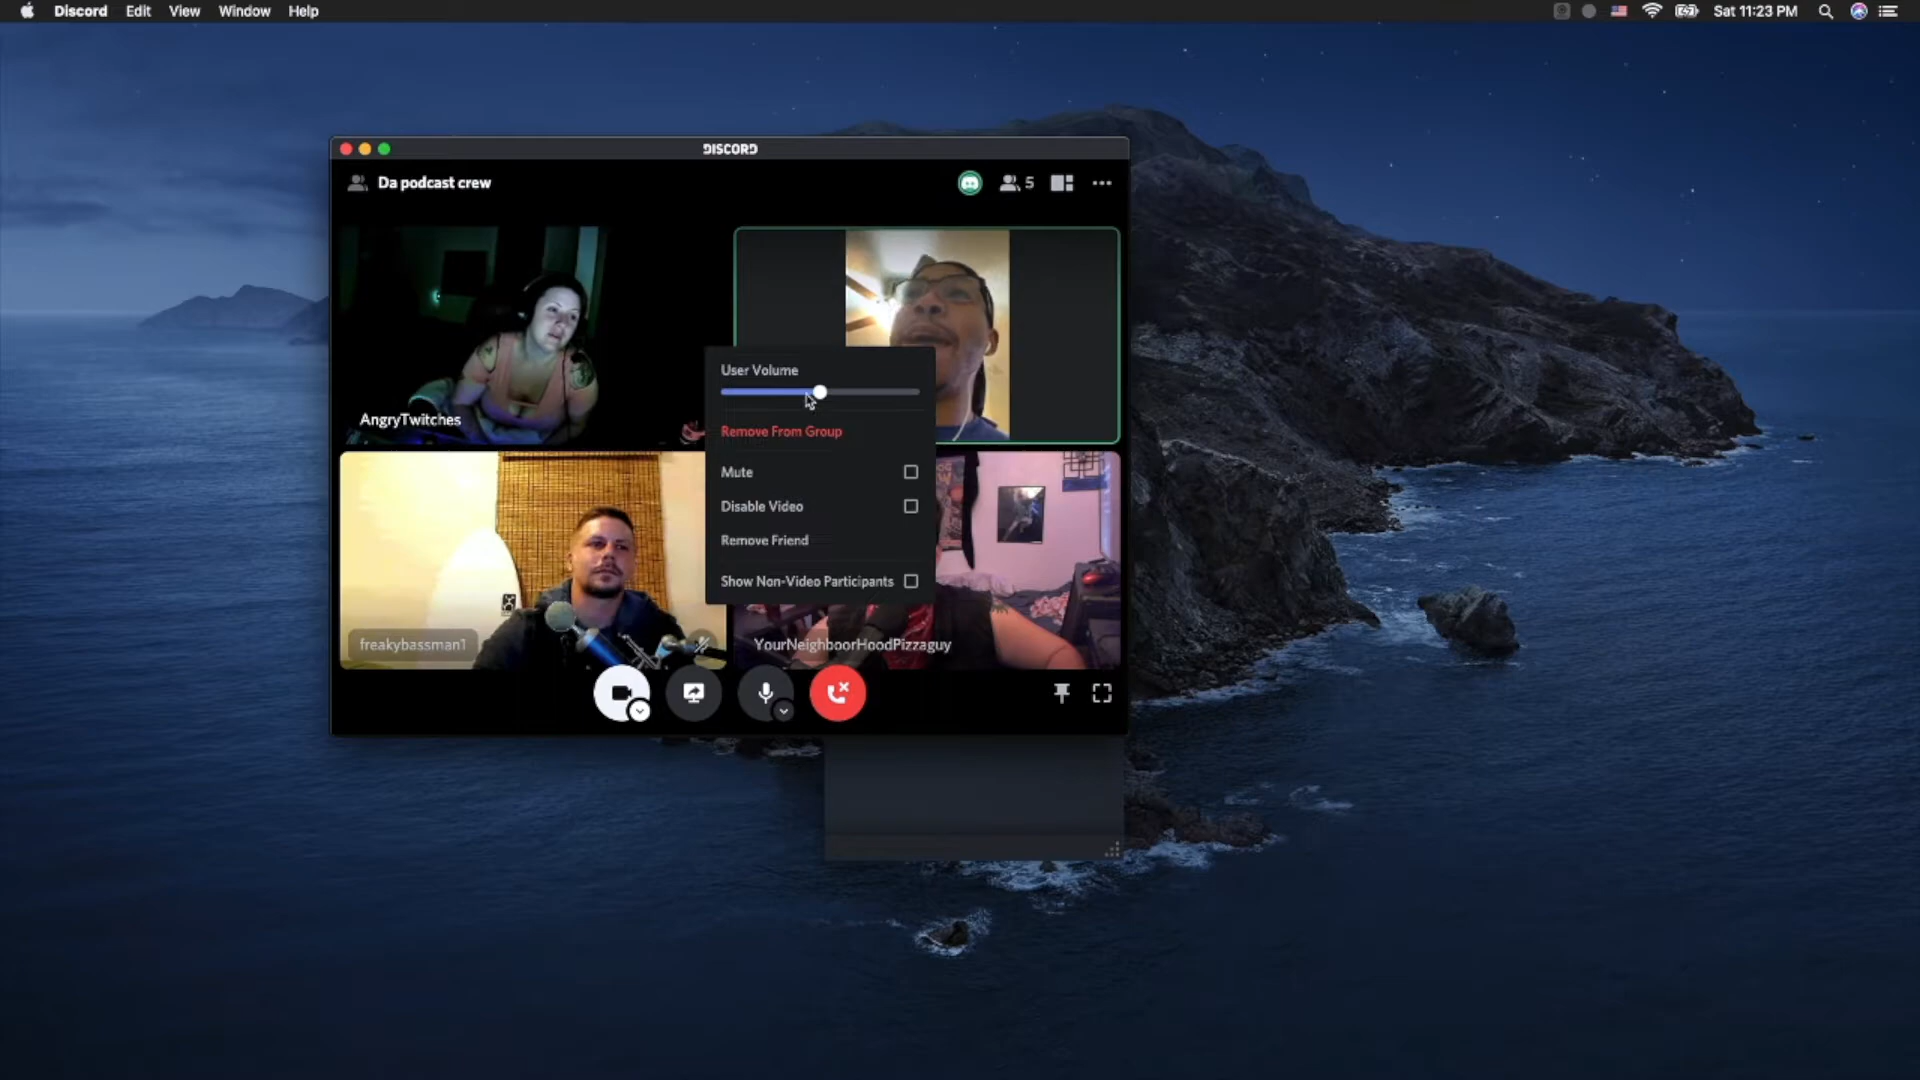 Discord Edit View Window Help
Sat 11:23 PM
DISCORD
Da podcast crew
5
AngryTwitches
User Volume
Remove From Group
Mute
Disable Video
Remove Friend
Show Non-Video Participants
freakybassman1
YourNeighboorHoodPizzaguy